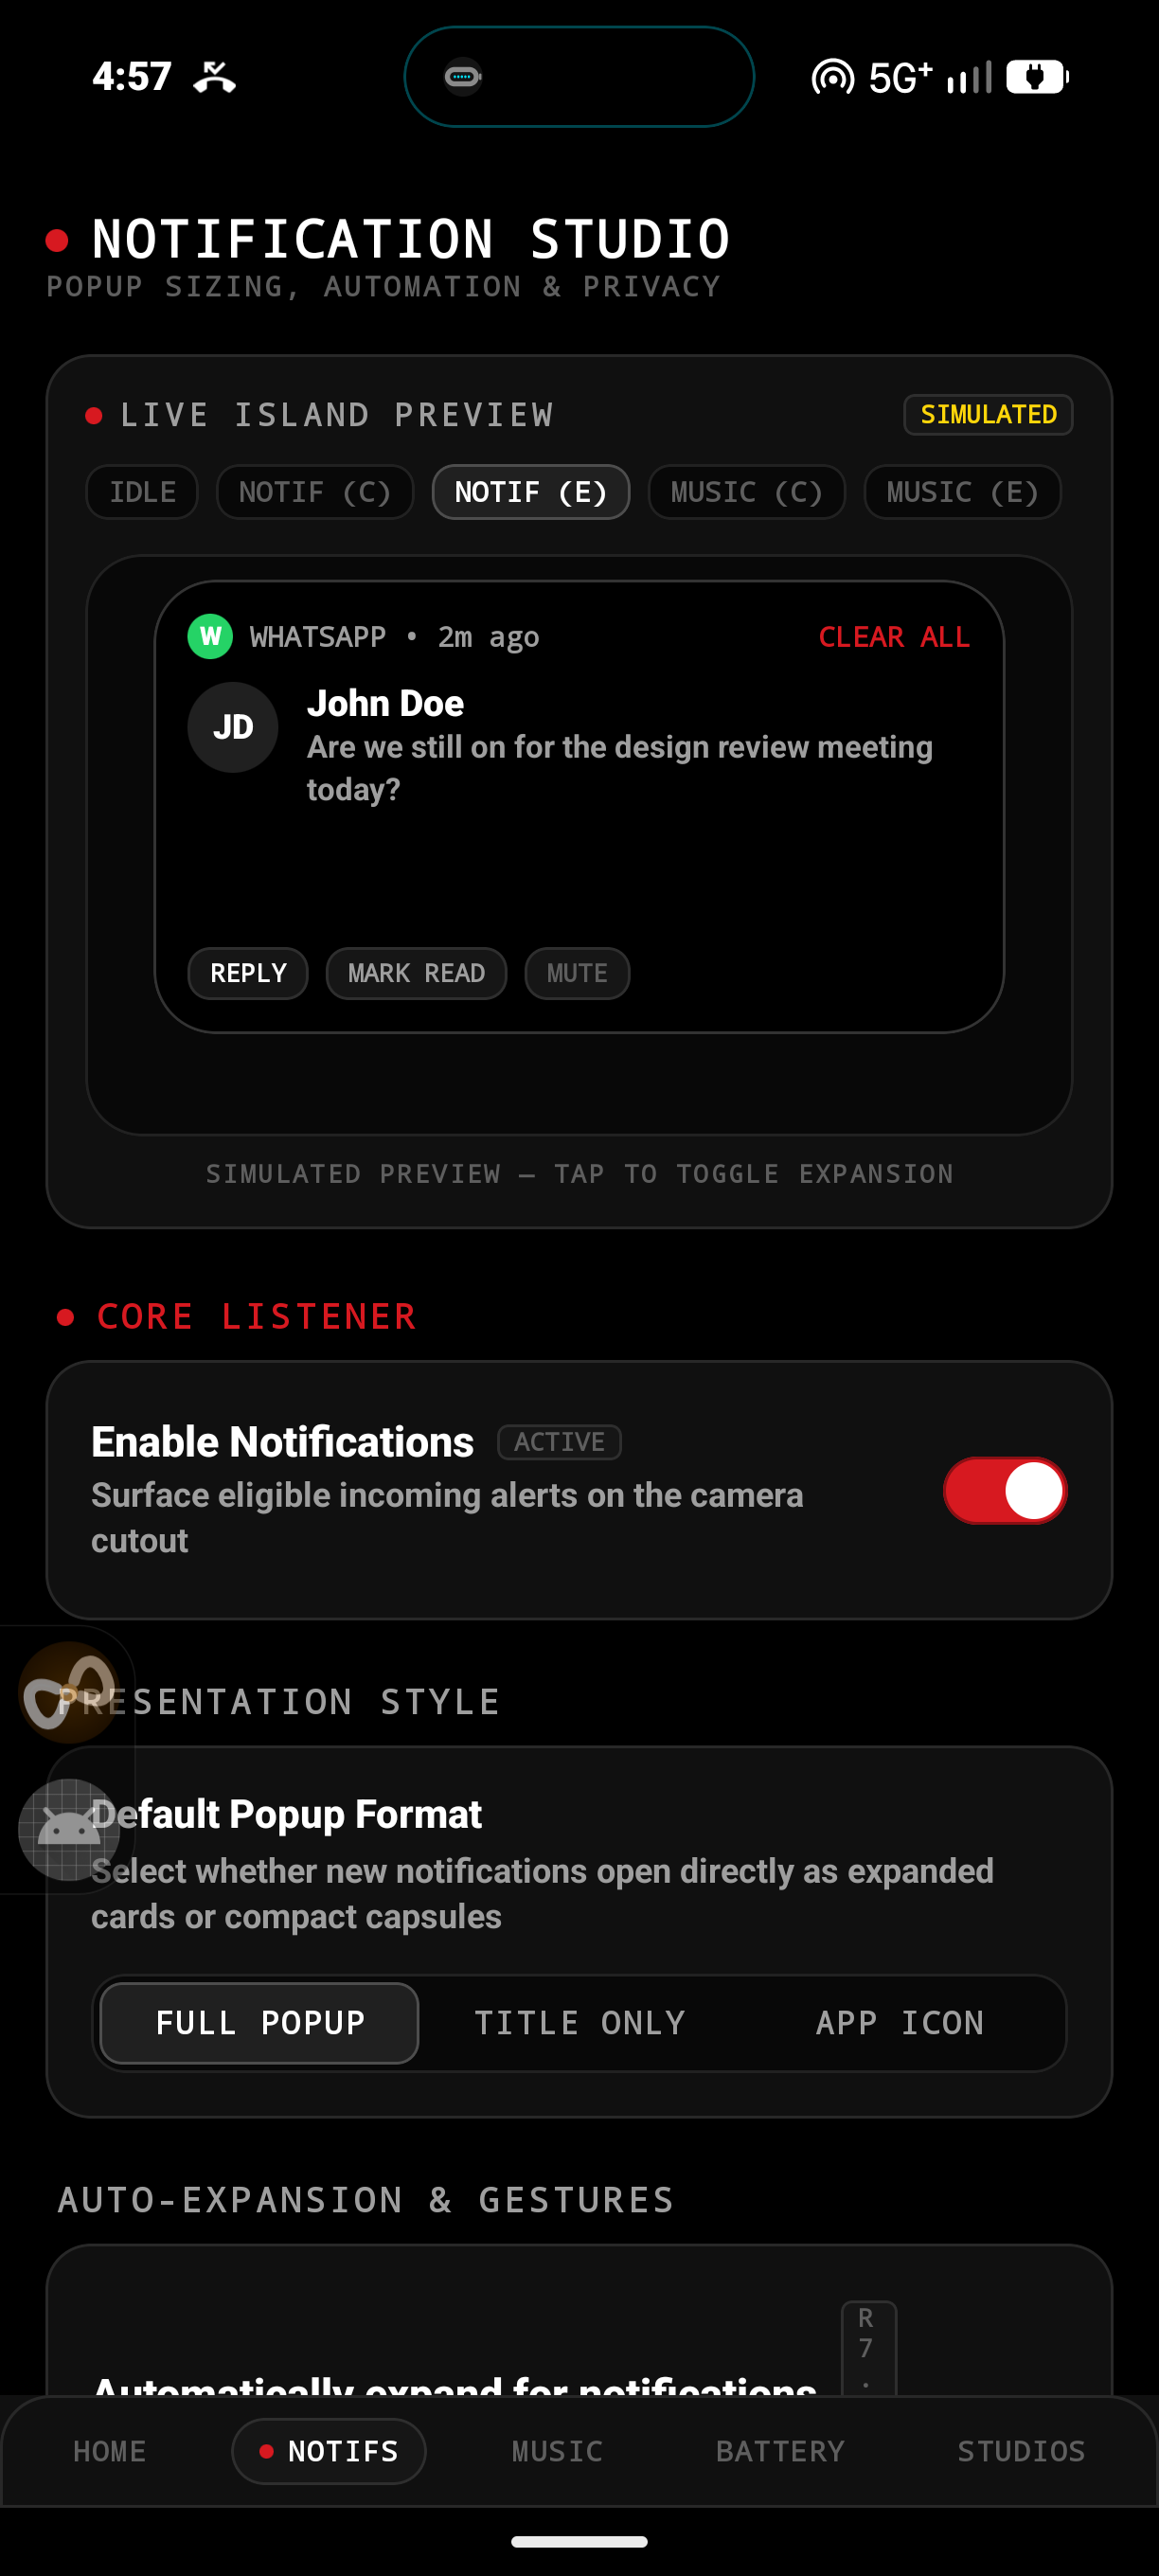 4:57
5G+
NOTIFICATION STUDIO
POPUP SIZING, AUTOMATION & PRIVACY
LIVE ISLAND PREVIEW
SIMULATED
IDLE
NOTIF (C)
NOTIF (E)
MUSIC (C)
MUSIC (E)
W
WHATSAPP • 2m ago
CLEAR ALL
JD
John Doe
Are we still on for the design review meeting
today?
REPLY
MARK READ
MUTE
SIMULATED PREVIEW — TAP TO TOGGLE EXPANSION
CORE LISTENER
Enable Notifications
ACTIVE
Surface eligible incoming alerts on the camera
cutout
PRESENTATION STYLE
Default Popup Format
Select whether new notifications open directly as expanded
cards or compact capsules
FULL POPUP
TITLE ONLY
APP ICON
AUTO-EXPANSION & GESTURES
R
7
.
Automatically expand for notifications
HOME
NOTIFS
MUSIC
BATTERY
STUDIOS